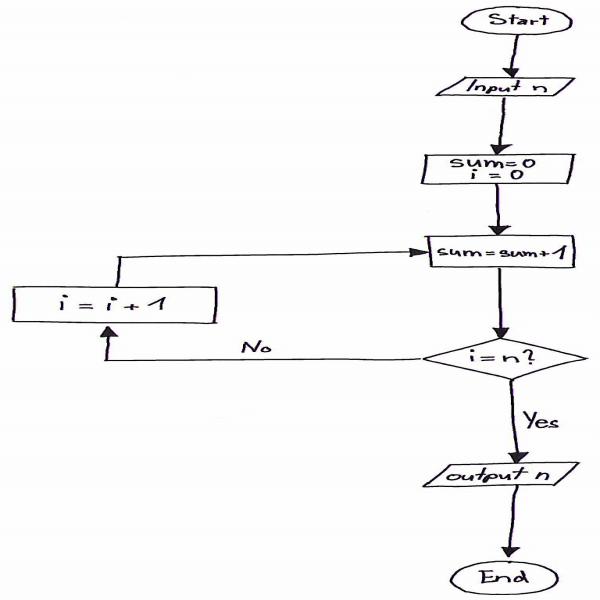 Start
Input n
sum=0
i = 0
sum=sum+1
i = i + 1
No
i=n?
Yes
output n
End